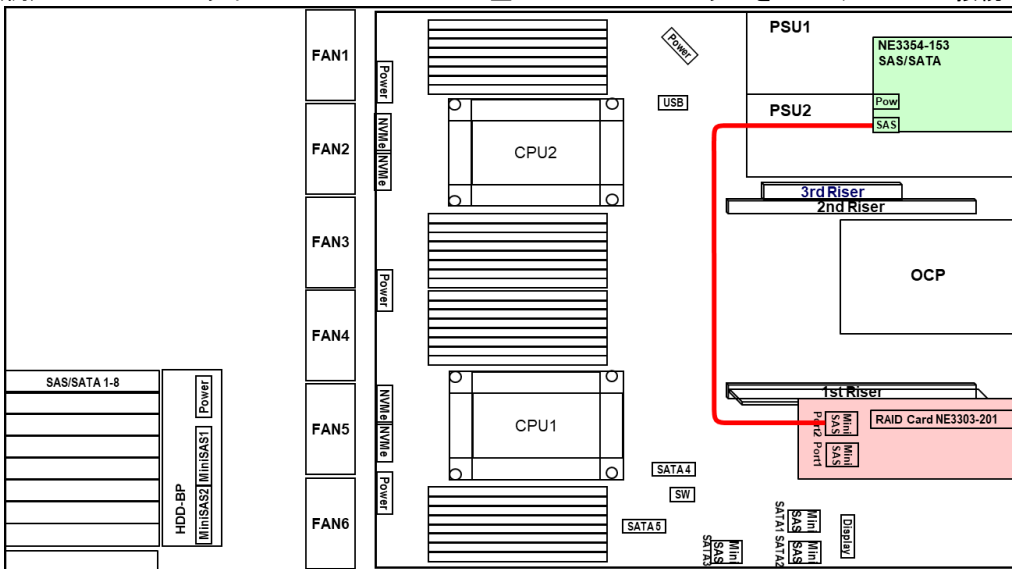 FAN1
FAN2
FAN3
FAN4
FAN5
FAN6
Power
NVMe NVMe
Power
NVMe NVMe
Power
CPU2
CPU1
Power
USB
PSU1
PSU2
NE3354-153
SAS/SATA
Pow
SAS
3rd Riser
2nd Riser
OCP
1st Riser
RAID Card NE3303-201
Port2
Mini
SAS
Port1
Mini
SAS
SATA4
SW
SATA5
SATA3
Mini
SAS
SATA1
Mini
SAS
SATA2
Mini
SAS
Display
SAS/SATA 1-8
HDD-BP
Power
MiniSAS1
MiniSAS2